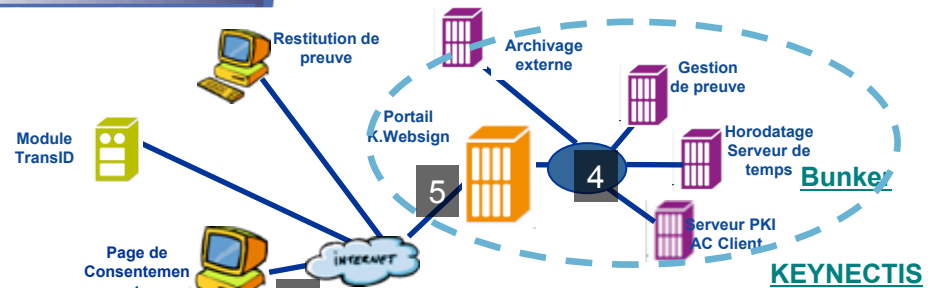 Restitution de
preuve
Archivage
externe
Gestion
de preuve
Portail
K.Websign
Module
TransID
Horodatage
Serveur de
temps
Bunker
5
4
Serveur PKI
AC Client
Page de
Consentemen
INTERNET
KEYNECTIS